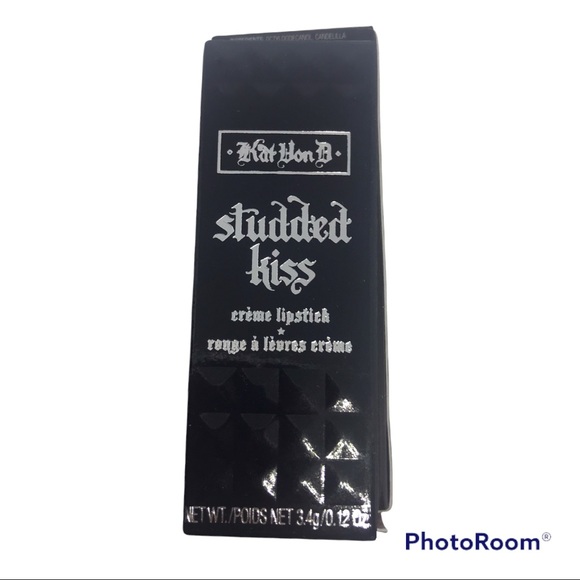 · Kat Von D ·
studded
kiss
crème lipstick
★
rouge à lèvres crème
NET WT./POIDS NET 3.4g/0.12 OZ
PhotoRoom®